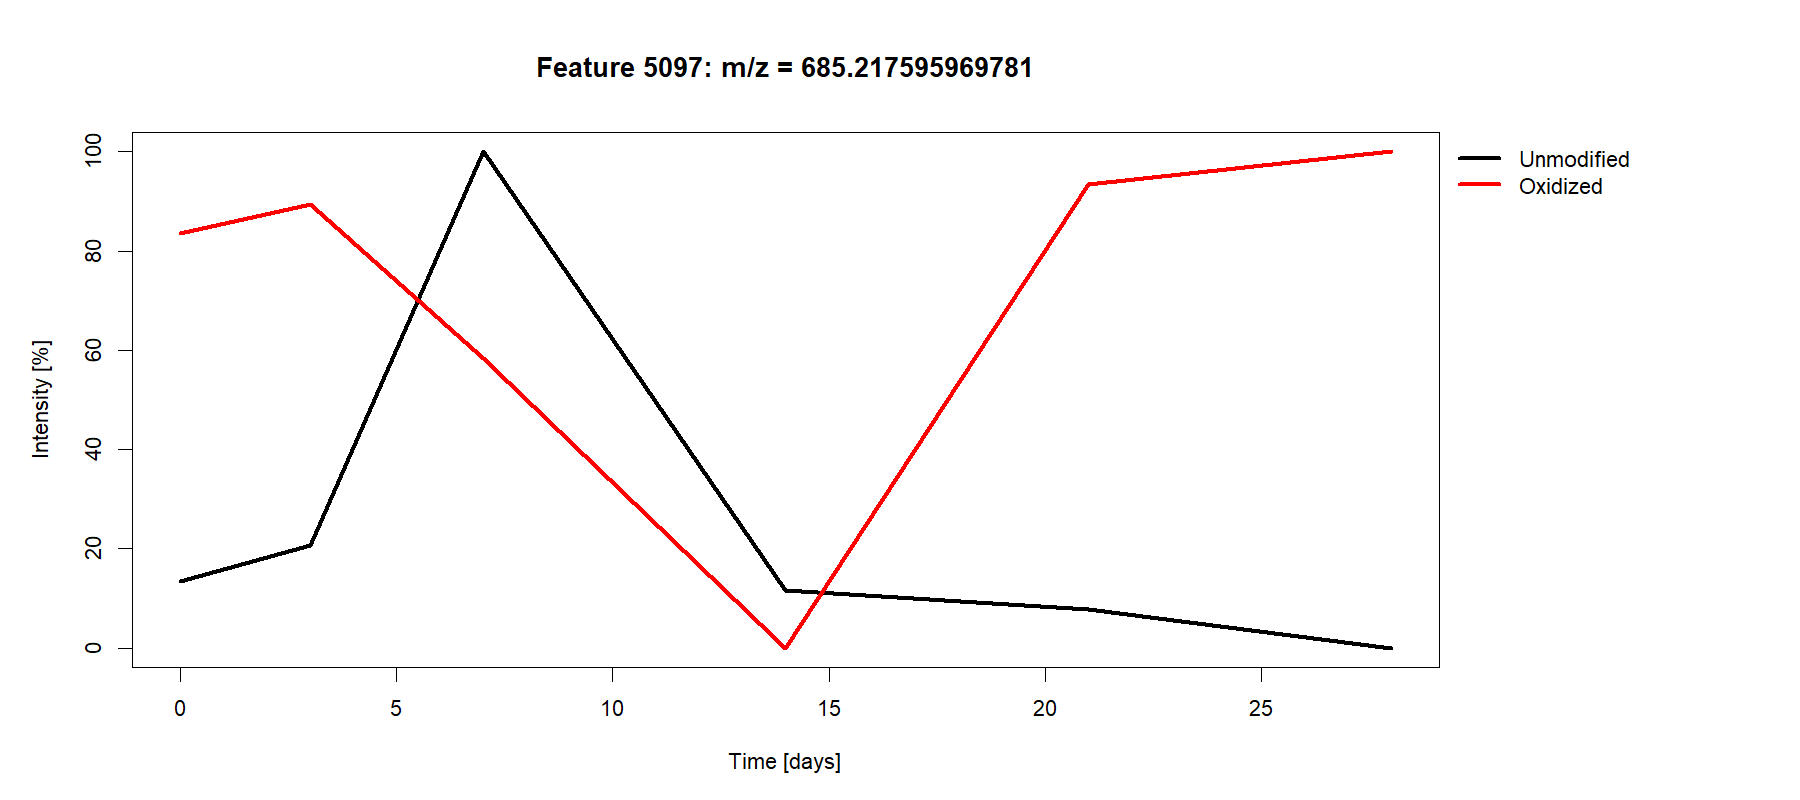 Feature 5097: m/z = 685.217595969781
Unmodified
Oxidized
Intensity [%]
100
80
60
40
20
0
0 5 10 15 20 25
Time [days]